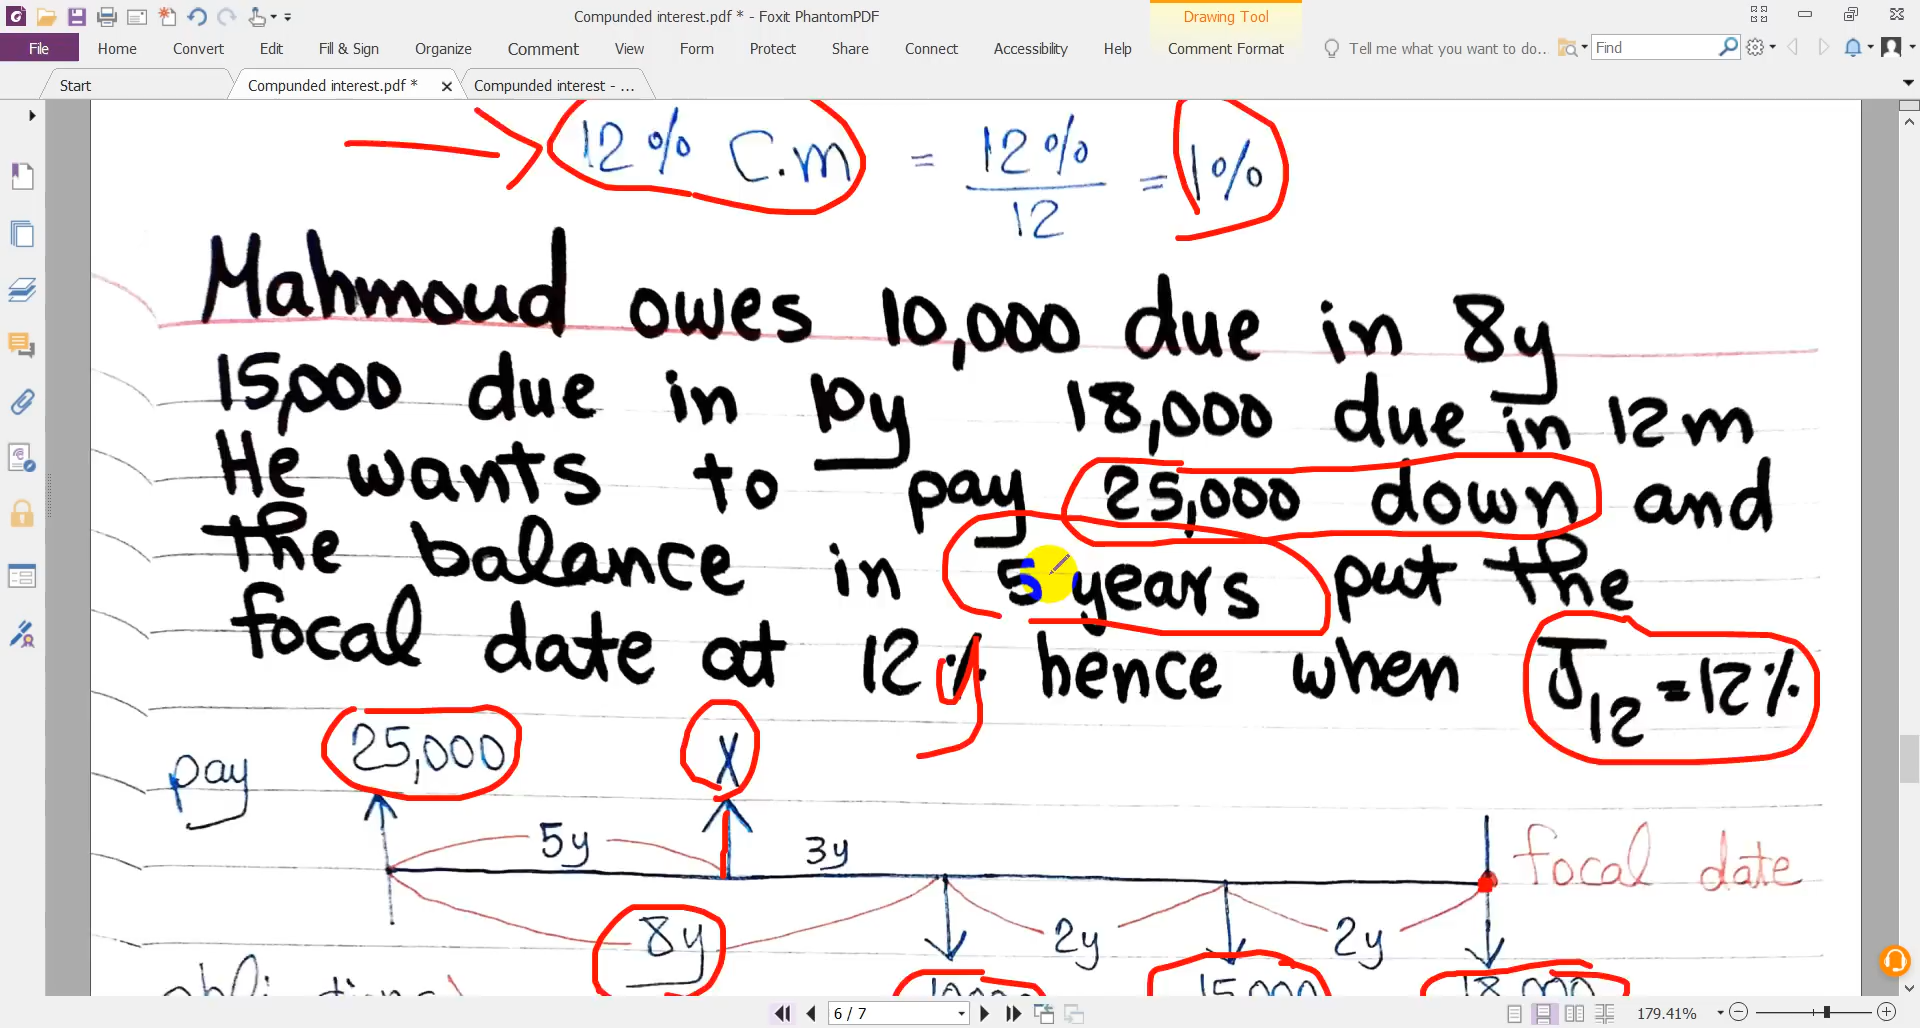 Compunded interest.pdf * - Foxit PhantomPDF
Drawing Tool
File Home Convert Edit Fill & Sign Organize Comment View Form Protect Share Connect Accessibility Help Comment Format Tell me what you want to do.. Find
Start Compunded interest.pdf * Compunded interest - ...
12 % C.m = 12 % / 12 = 1 %
Mahmoud owes 10,000 due in 8y
15,000 due in 10y 18,000 due in 12m
He wants to pay 25,000 down and
the balance in 5 years put the
focal date at 12 % hence when J12 = 12 %
pay 25,000 X
5y 3y focal date
8y 2y 2y
15,000 18,000
6 / 7 179.41%